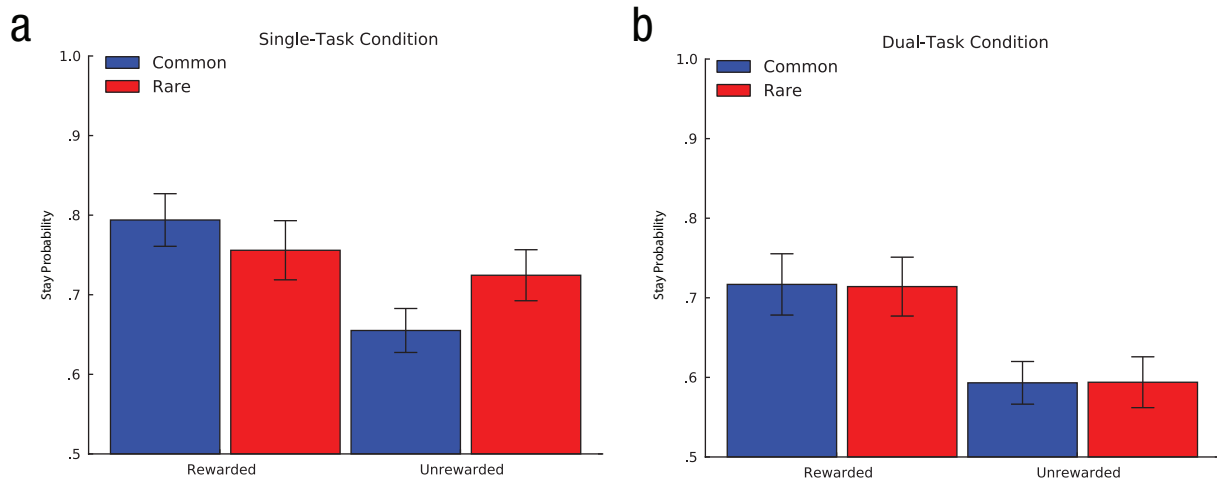 a
Single-Task Condition
Common
Rare
1.0
.9
.8
.7
.6
.5
Stay Probability
Rewarded
Unrewarded
b
Dual-Task Condition
Common
Rare
1.0
.9
.8
.7
.6
.5
Stay Probability
Rewarded
Unrewarded